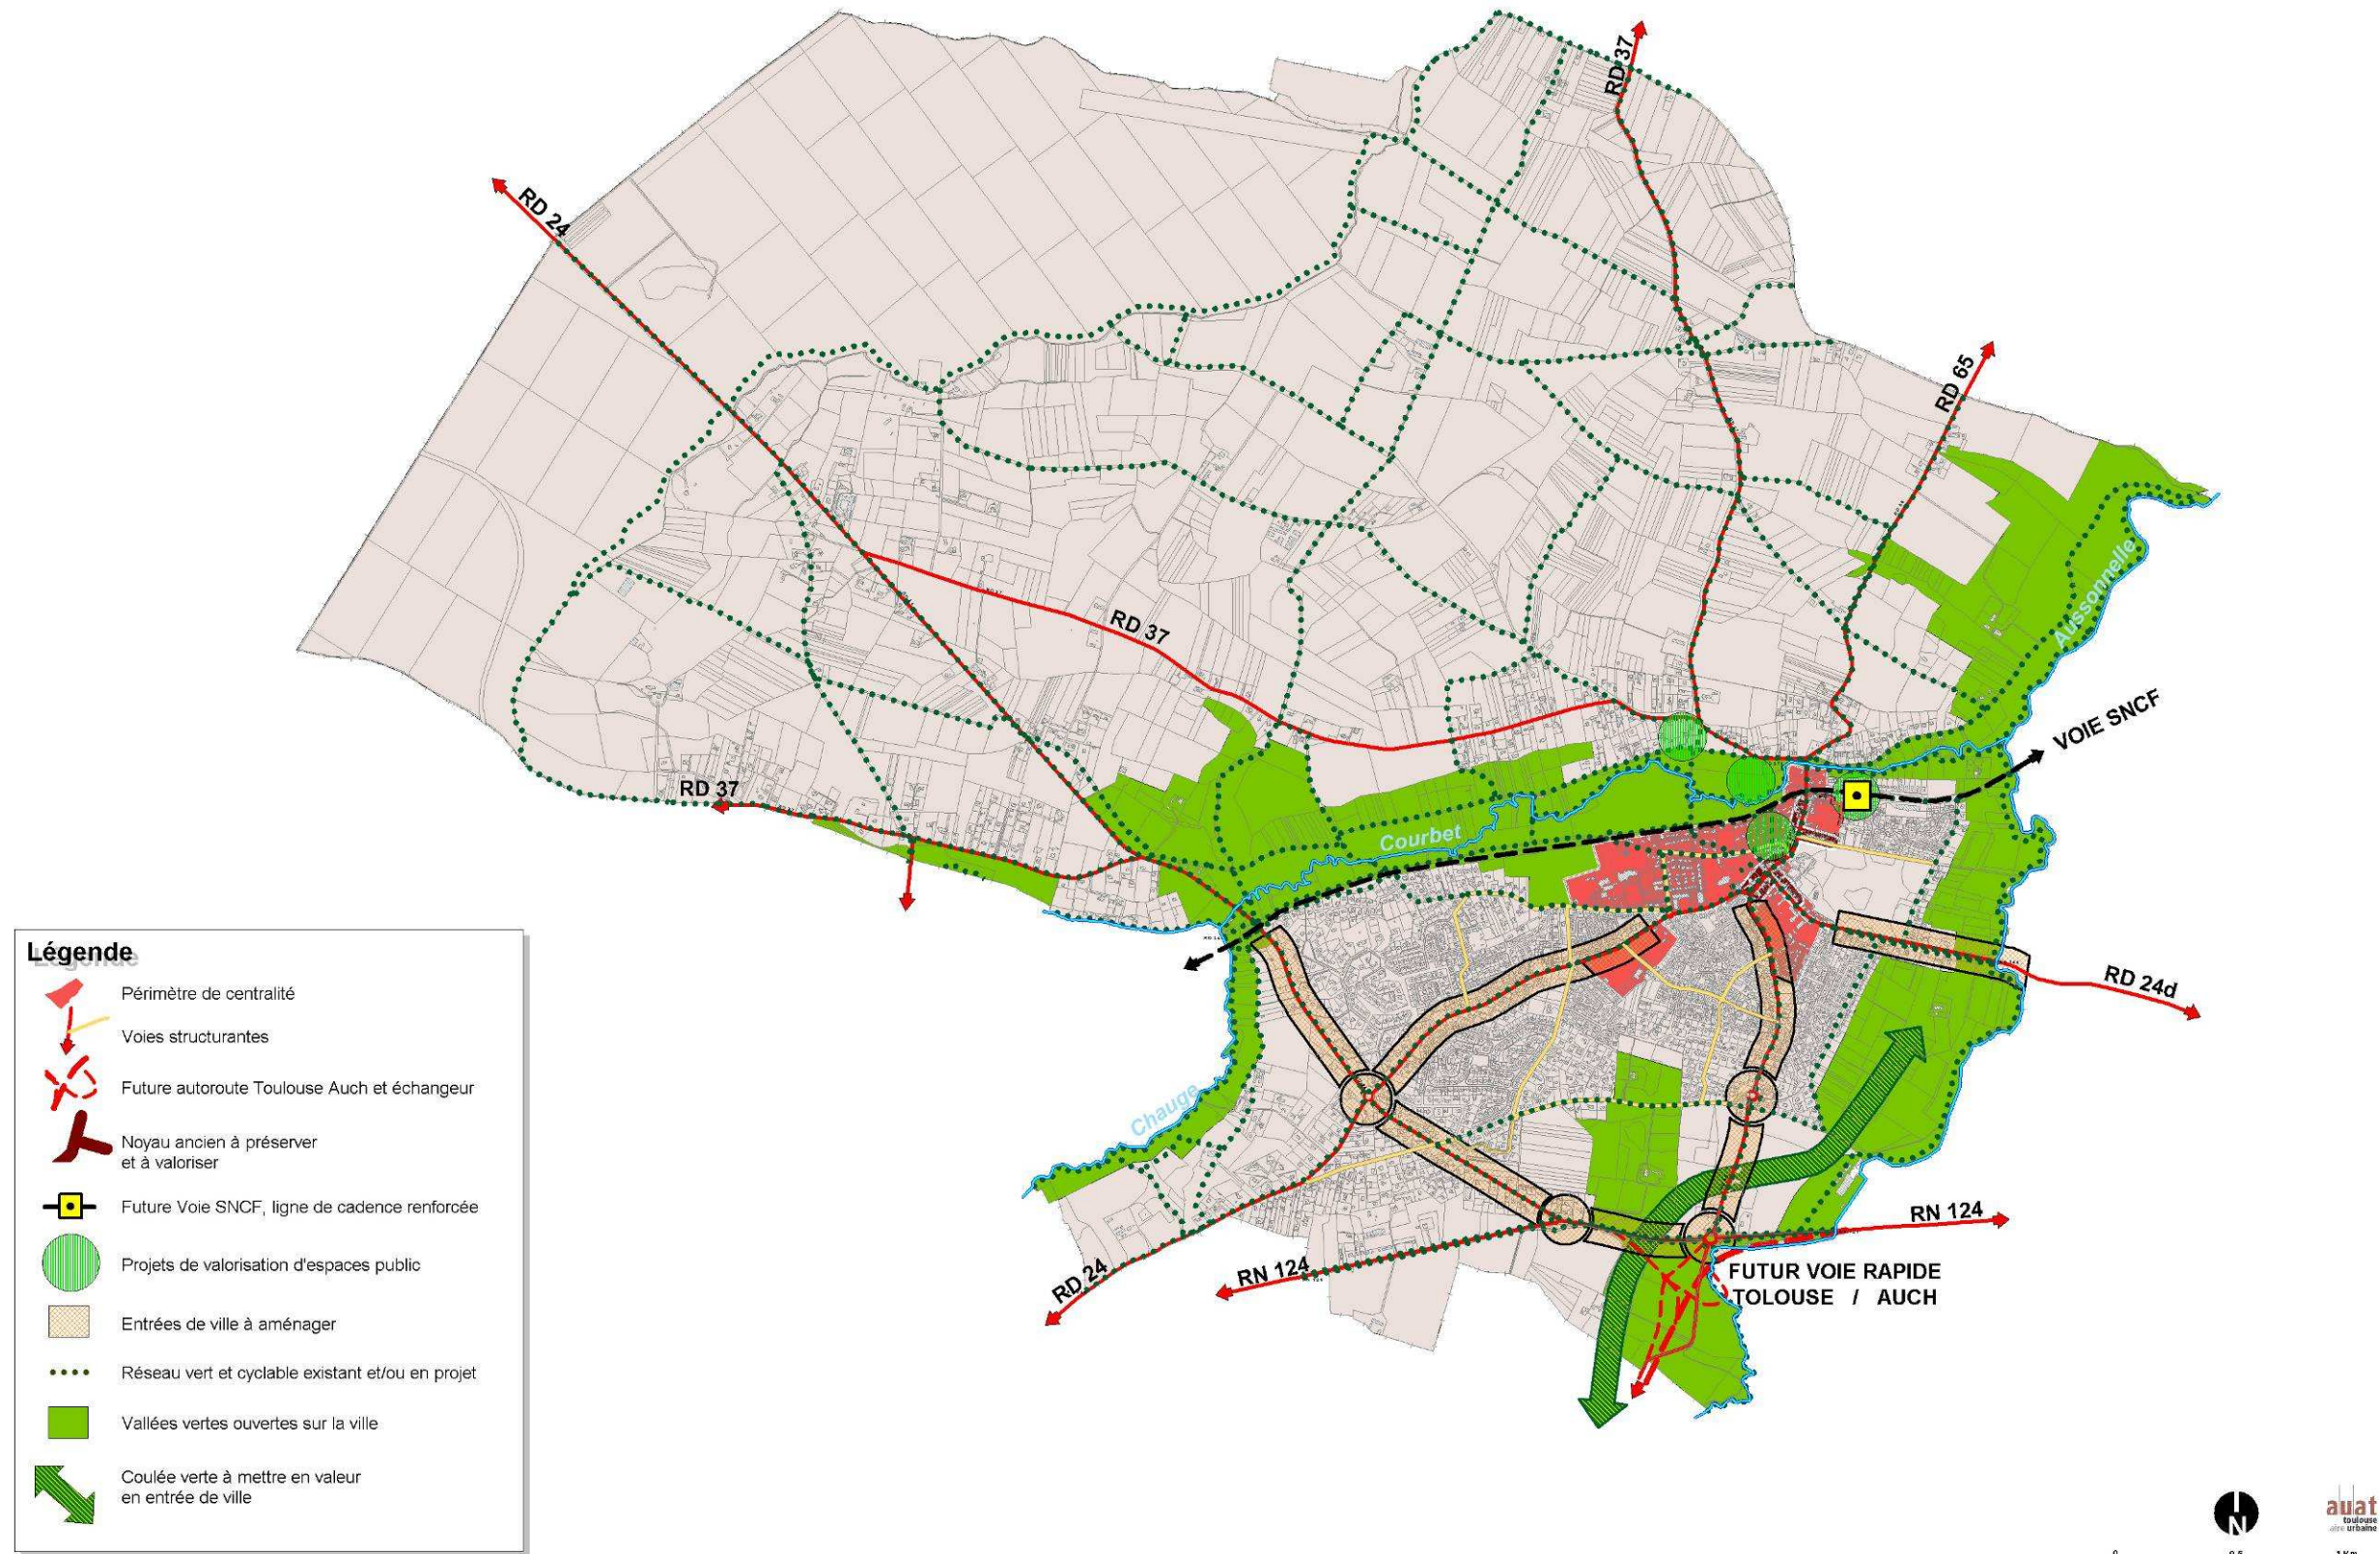 RD 37
RD 24
RD 65
Aussonnelle
RD 37
VOIE SNCF
RD 37
Courbet
RD 24d
Chauge
RN 124
RD 24
RN 124
FUTUR VOIE RAPIDE
TOLOUSE / AUCH
Légende
Périmètre de centralité
Voies structurantes
Future autoroute Toulouse Auch et échangeur
Noyau ancien à préserver
et à valoriser
Future Voie SNCF, ligne de cadence renforcée
Projets de valorisation d'espaces public
Entrées de ville à aménager
Réseau vert et cyclable existant et/ou en projet
Vallées vertes ouvertes sur la ville
Coulée verte à mettre en valeur
en entrée de ville
N
auat
toulouse
aire urbaine